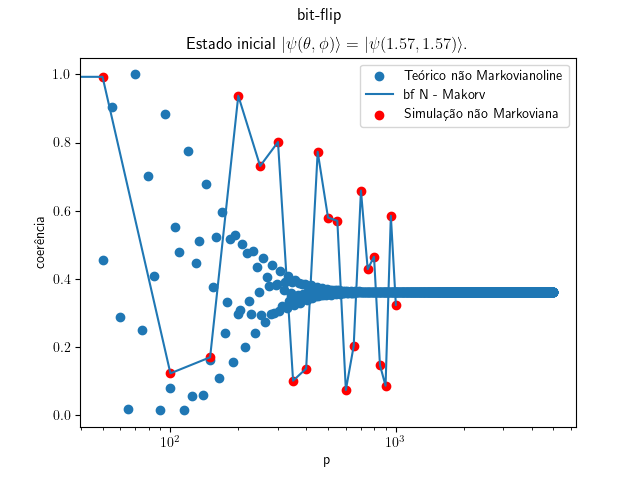 bit-flip
Estado inicial |ψ(θ, ϕ)⟩ = |ψ(1.57, 1.57)⟩.
Teórico não Markovianoline
bf N - Makorv
Simulação não Markoviana
coerência
1.0
0.8
0.6
0.4
0.2
0.0
10²
10³
p